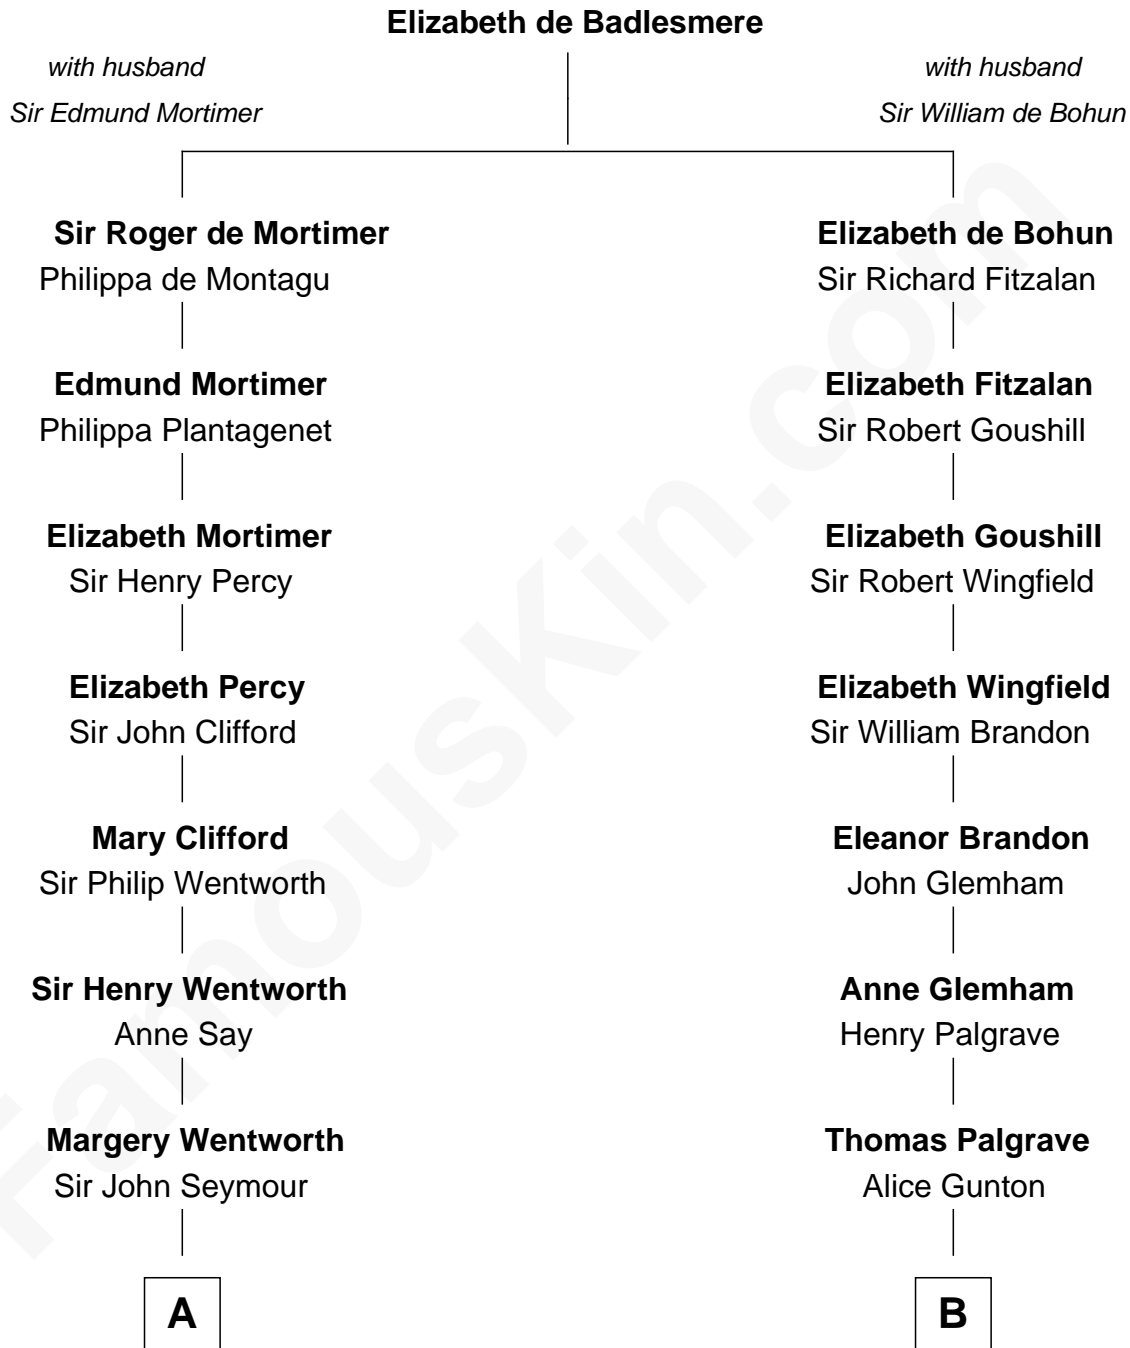 Elizabeth de Badlesmere
with husband
Sir Edmund Mortimer
with husband
Sir William de Bohun
Sir Roger de Mortimer
Philippa de Montagu
Edmund Mortimer
Philippa Plantagenet
Elizabeth Mortimer
Sir Henry Percy
Elizabeth Percy
Sir John Clifford
Mary Clifford
Sir Philip Wentworth
Sir Henry Wentworth
Anne Say
Margery Wentworth
Sir John Seymour
A
Elizabeth de Bohun
Sir Richard Fitzalan
Elizabeth Fitzalan
Sir Robert Goushill
Elizabeth Goushill
Sir Robert Wingfield
Elizabeth Wingfield
Sir William Brandon
Eleanor Brandon
John Glemham
Anne Glemham
Henry Palgrave
Thomas Palgrave
Alice Gunton
B
FamousKin.com